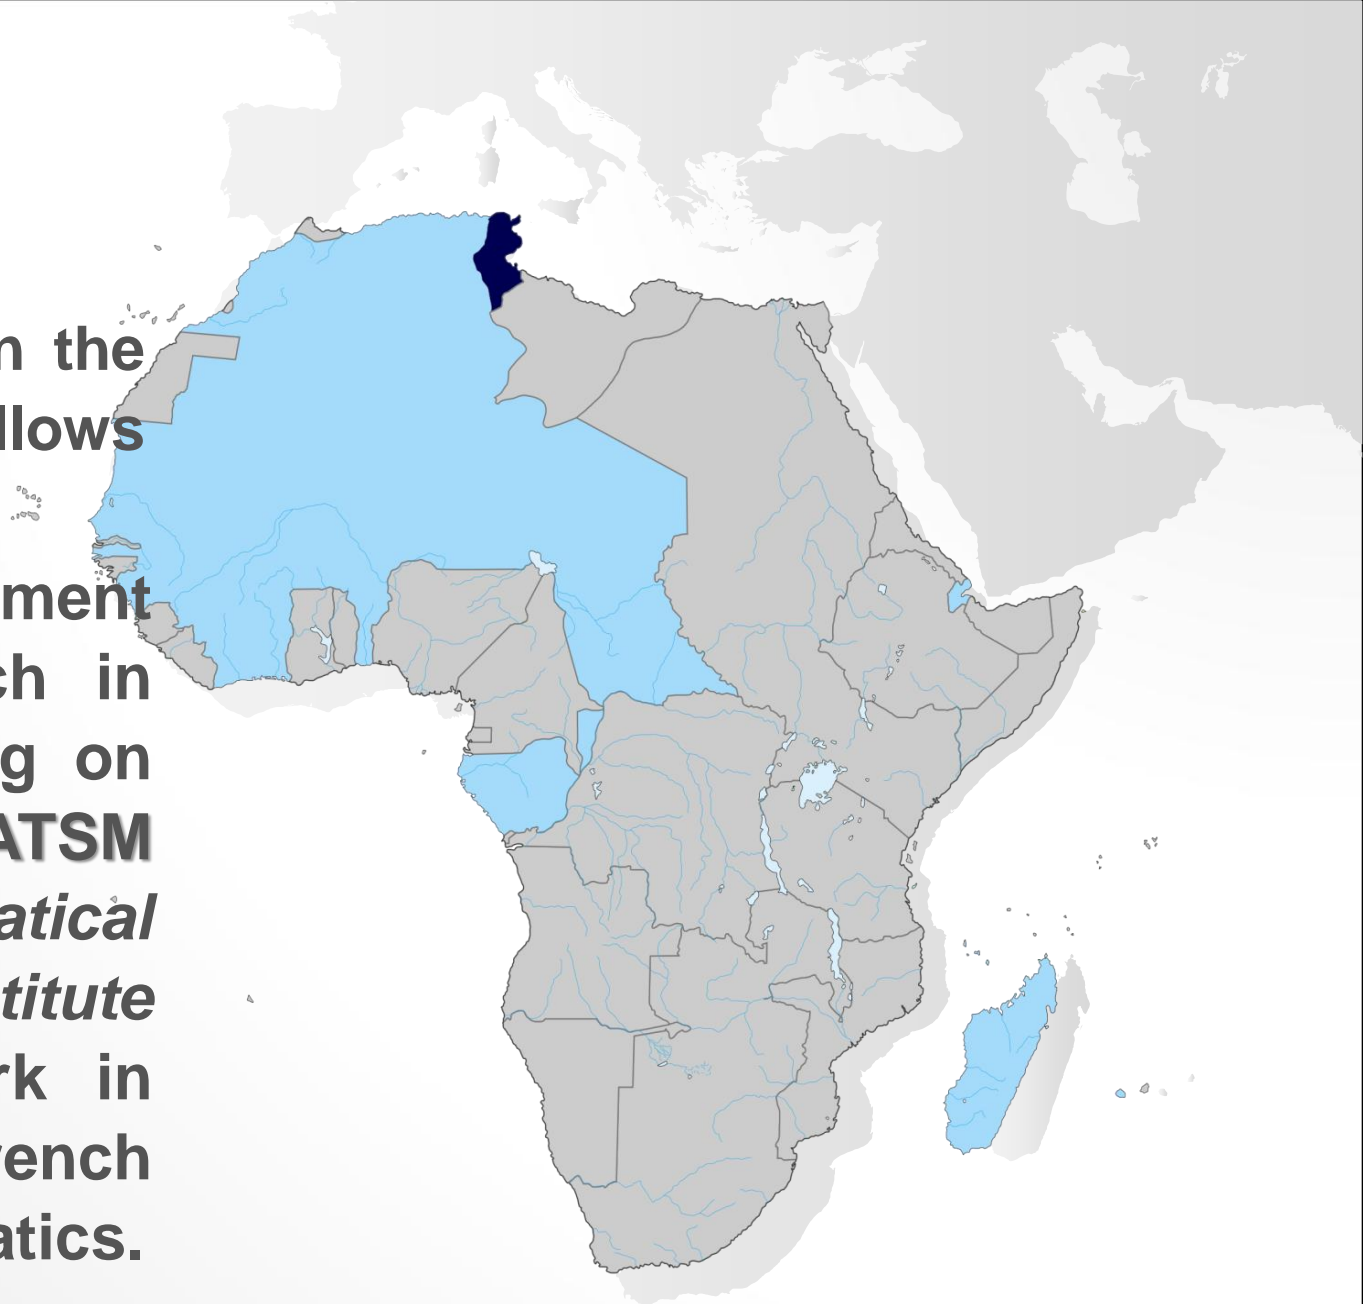 n the
llows
ment
ch in
g on
ATSM
atical
titute
rk in
rench
atics.